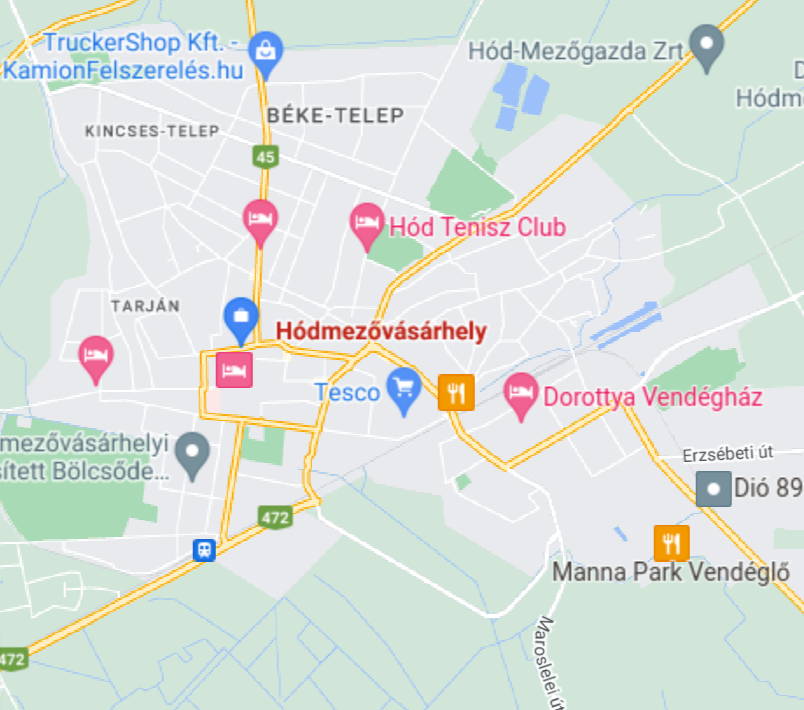 TruckerShop Kft. -
KamionFelszerelés.hu
Hód-Mezőgazda Zrt
D
Hódmo
BÉKE-TELEP
KINCSES-TELEP
45
Hód Tenisz Club
TARJÁN
Hódmezővásárhely
Tesco
Dorottya Vendégház
mezővásárhelyi
sített Bölcsőde...
Erzsébeti út
Dió 89
472
Manna Park Vendéglő
Maroslelei út
472